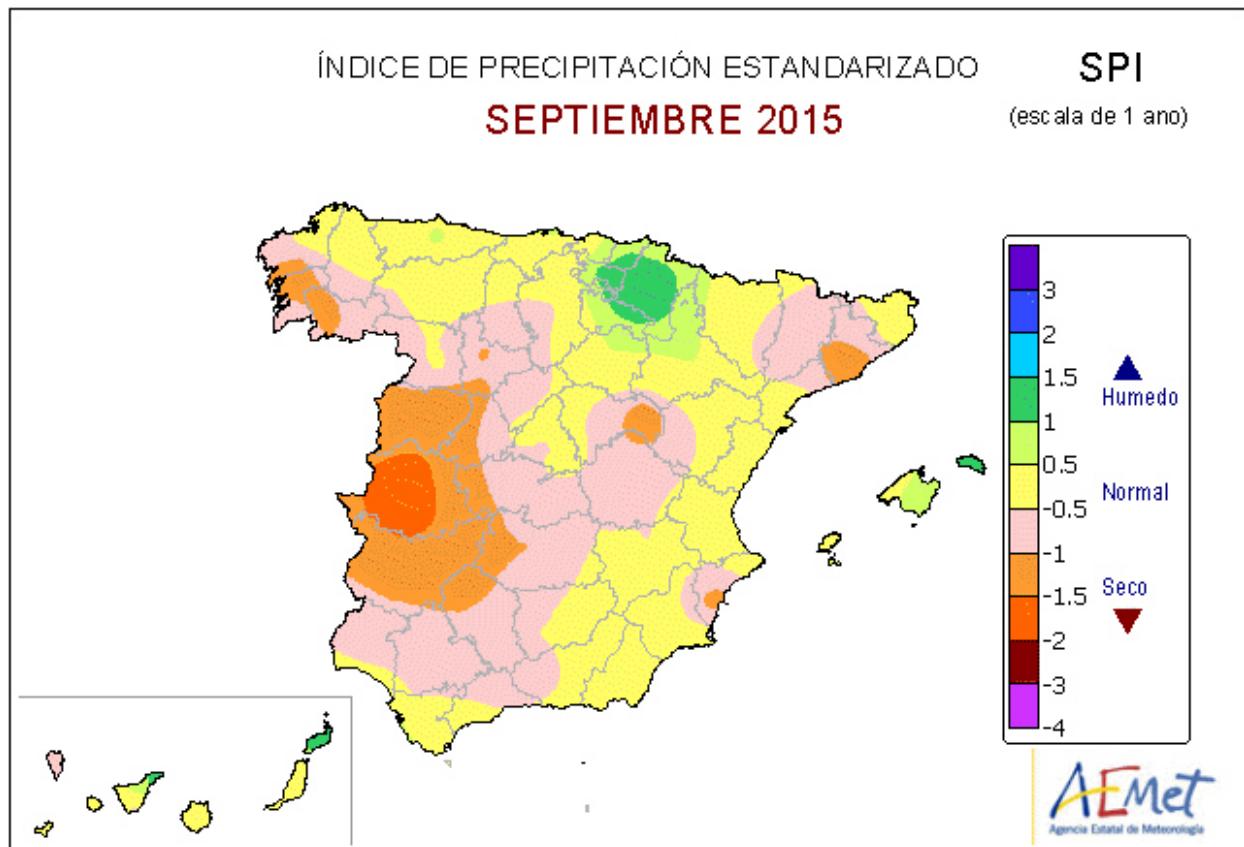 ÍNDICE DE PRECIPITACIÓN ESTANDARIZADO
SPI
SEPTIEMBRE 2015
(escala de 1 ano)
3
2
1.5
1
0.5
-0.5
-1
-1.5
-2
-3
-4
Humedo
Normal
Seco
AEMet
Agencia Estatal de Meteorología